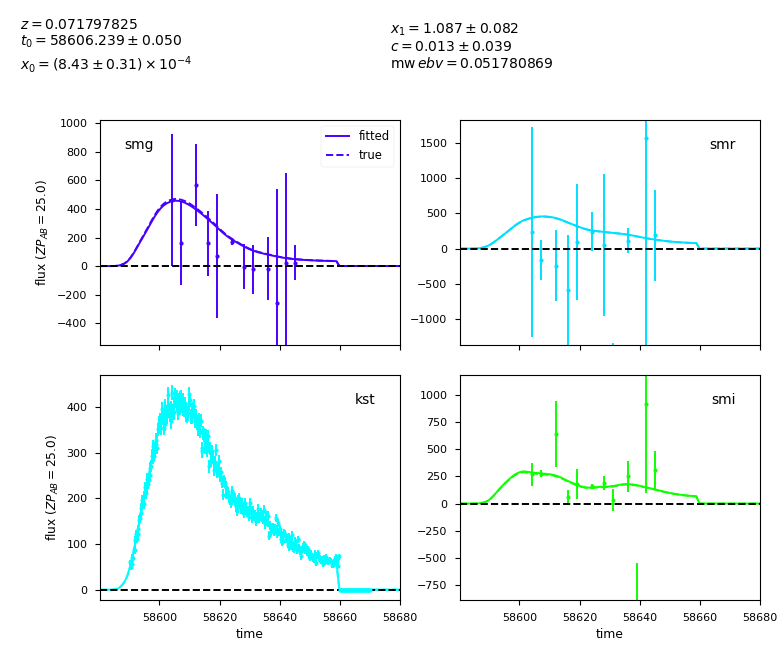 z = 0.071797825
t₀ = 58606.239 ± 0.050
x₀ = (8.43 ± 0.31) × 10⁻⁴
x₁ = 1.087 ± 0.082
c = 0.013 ± 0.039
mw ebv = 0.051780869
1000
800
600
400
200
0
−200
−400
flux (ZP_AB = 25.0)
smg
fitted
true
1500
1000
500
0
−500
−1000
smr
400
300
200
100
0
flux (ZP_AB = 25.0)
kst
58600
58620
58640
58660
58680
time
1000
750
500
250
0
−250
−500
−750
smi
58600
58620
58640
58660
58680
time